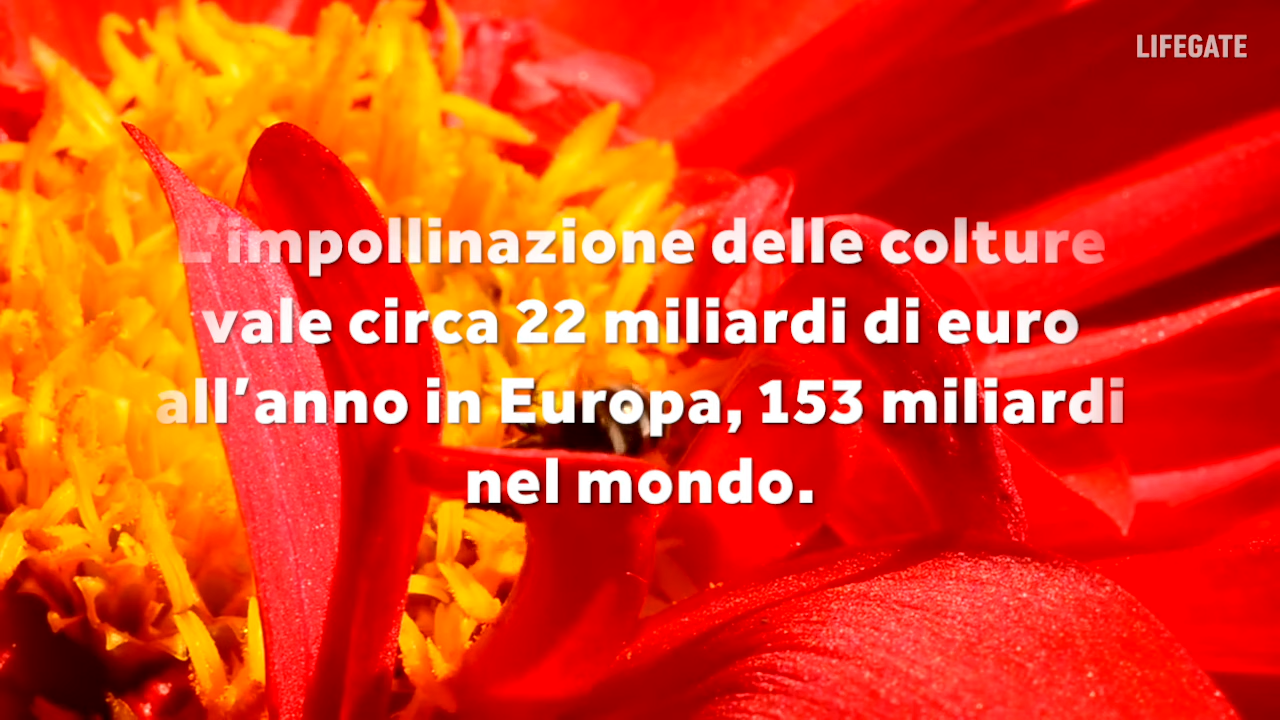 LIFEGATE
L'impollinazione delle colture
vale circa 22 miliardi di euro
all'anno in Europa, 153 miliardi
nel mondo.